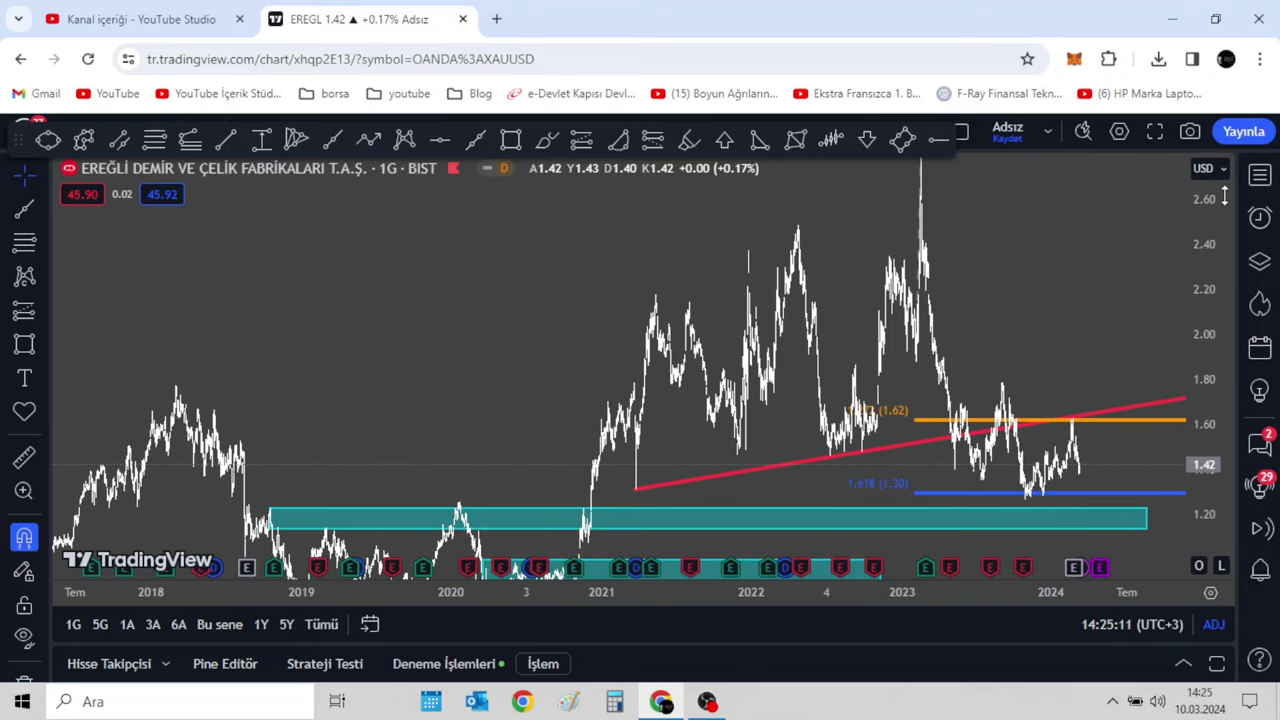 Kanal içeriği - YouTube Studio
EREGL 1.42 ▲ +0.17% Adsız
tr.tradingview.com/chart/xhqp2E13/?symbol=OANDA%3AXAUUSD
Gmail YouTube YouTube İçerik Stüd... borsa youtube Blog e-Devlet Kapısı Devl... (15) Boyun Ağrıların... Ekstra Fransızca 1. B... F-Ray Finansal Tekn... (6) HP Marka Lapto...
Adsız
Kaydet
Yayınla
EREĞLİ DEMİR VE ÇELİK FABRİKALARI T.A.Ş. · 1G · BIST D A1.42 Y1.43 D1.40 K1.42 +0.00 (+0.17%)
USD
45.90 0.02 45.92
2.60
2.40
2.20
2.00
1.80
(1.62)
1.60
1.42
1.618 (1.30)
1.20
TradingView
O L
Tem 2018 2019 2020 3 2021 2022 4 2023 2024 Tem
1G 5G 1A 3A 6A Bu sene 1Y 5Y Tümü
14:25:11 (UTC+3) ADJ
Hisse Takipçisi Pine Editör Strateji Testi Deneme İşlemleri İşlem
2
29
Ara
14:25
10.03.2024